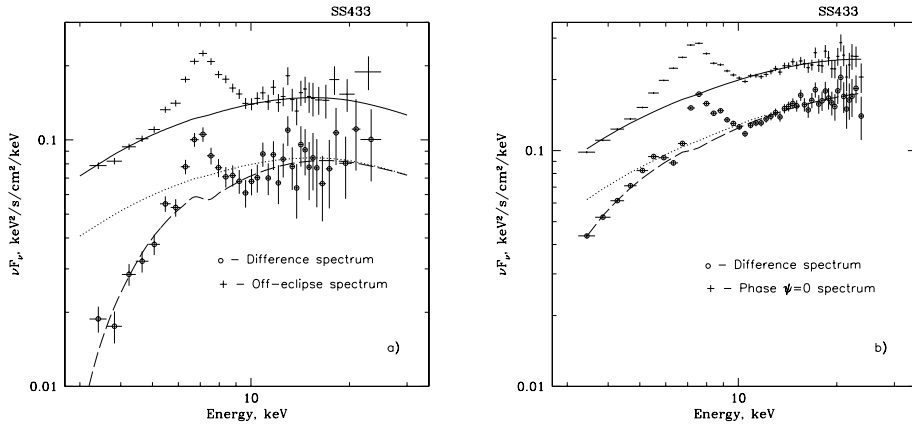 SS433
0.1
0.01
10
νFν, keV²/s/cm²/keV
Energy, keV
○ – Difference spectrum
+ – Off-eclipse spectrum
a)
SS433
0.1
0.01
10
νFν, keV²/s/cm²/keV
Energy, keV
○ – Difference spectrum
+ – Phase ψ=0 spectrum
b)